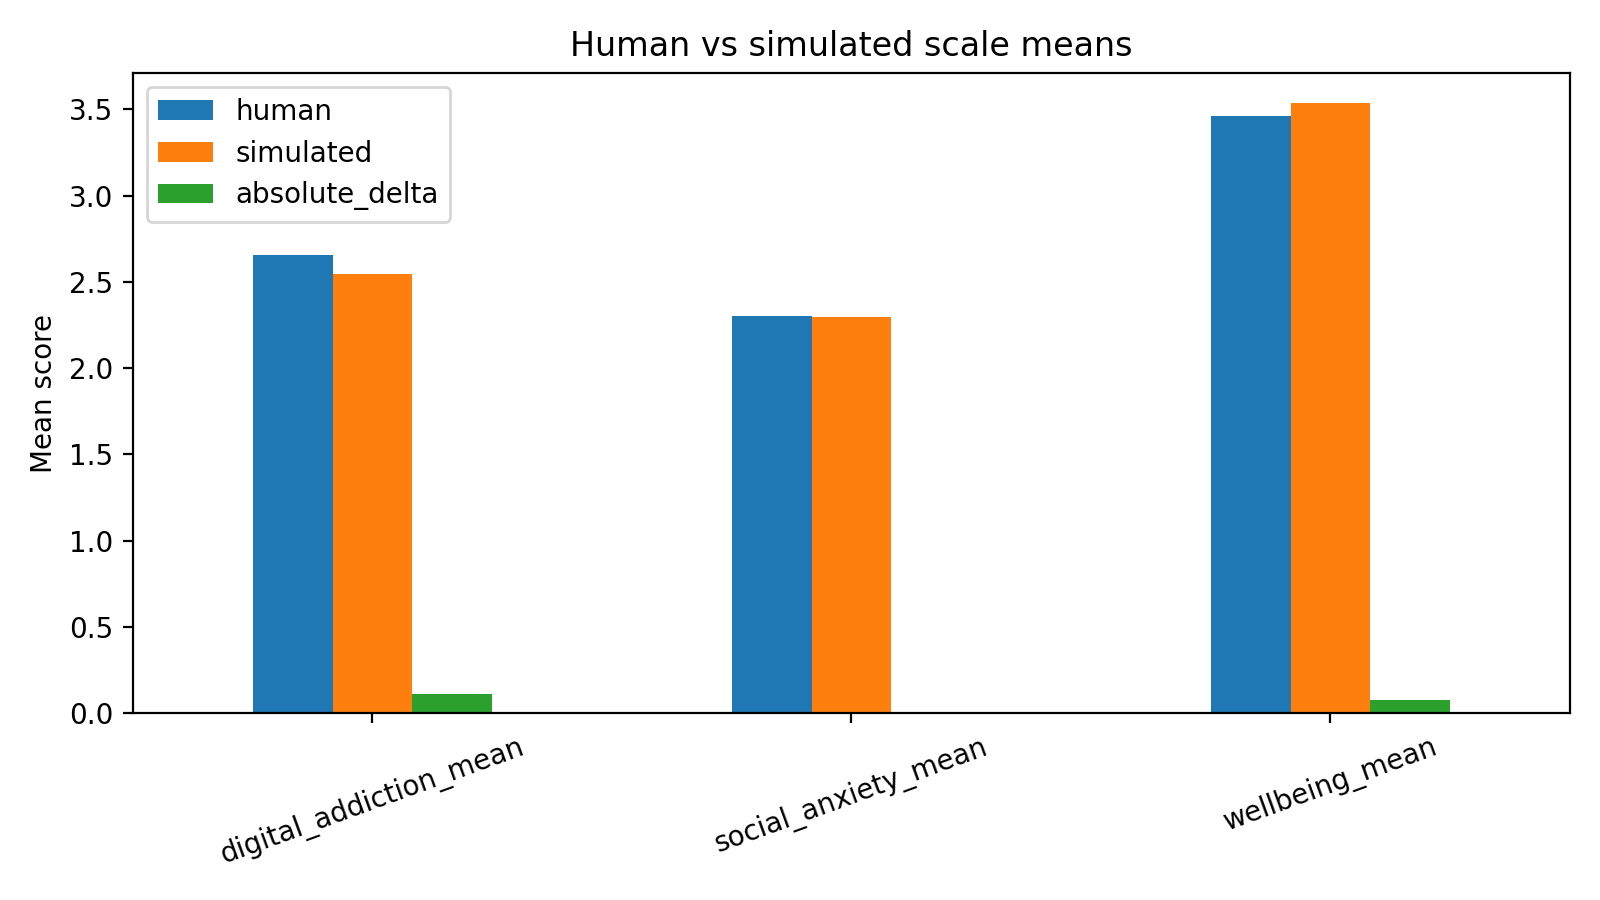 Human vs simulated scale means
human
simulated
absolute_delta
Mean score
3.5
3.0
2.5
2.0
1.5
1.0
0.5
0.0
digital_addiction_mean
social_anxiety_mean
wellbeing_mean